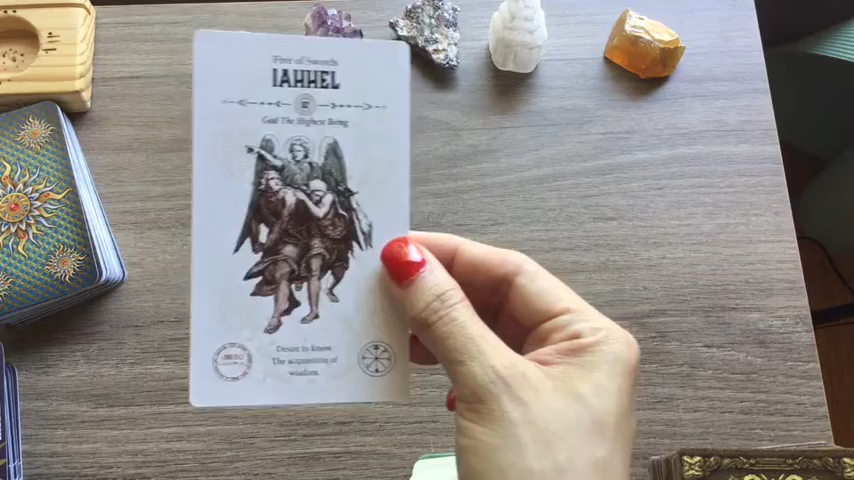 Five of Swords
IAHHEL
God The Highest Being
Desire to know
The acquisition of
wisdom.